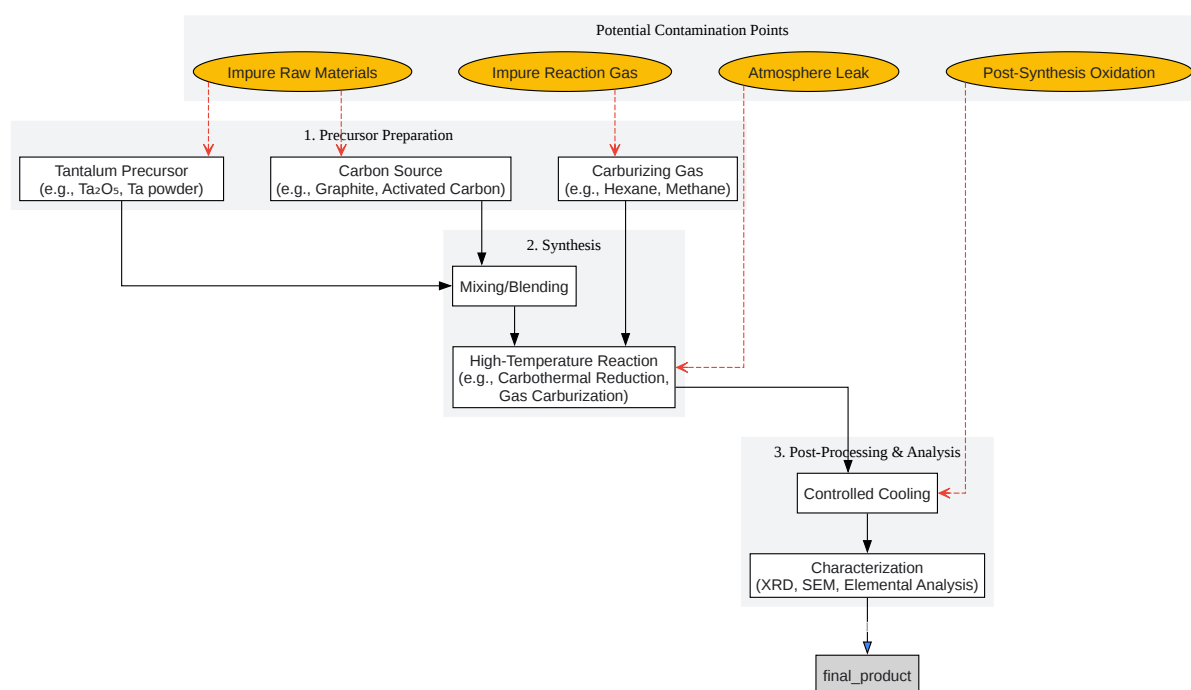 Potential Contamination Points
Impure Raw Materials
Impure Reaction Gas
Atmosphere Leak
Post-Synthesis Oxidation
1. Precursor Preparation
Tantalum Precursor
(e.g., Ta₂O₅, Ta powder)
Carbon Source
(e.g., Graphite, Activated Carbon)
Carburizing Gas
(e.g., Hexane, Methane)
2. Synthesis
Mixing/Blending
High-Temperature Reaction
(e.g., Carbothermal Reduction,
Gas Carburization)
3. Post-Processing & Analysis
Controlled Cooling
Characterization
(XRD, SEM, Elemental Analysis)
final_product